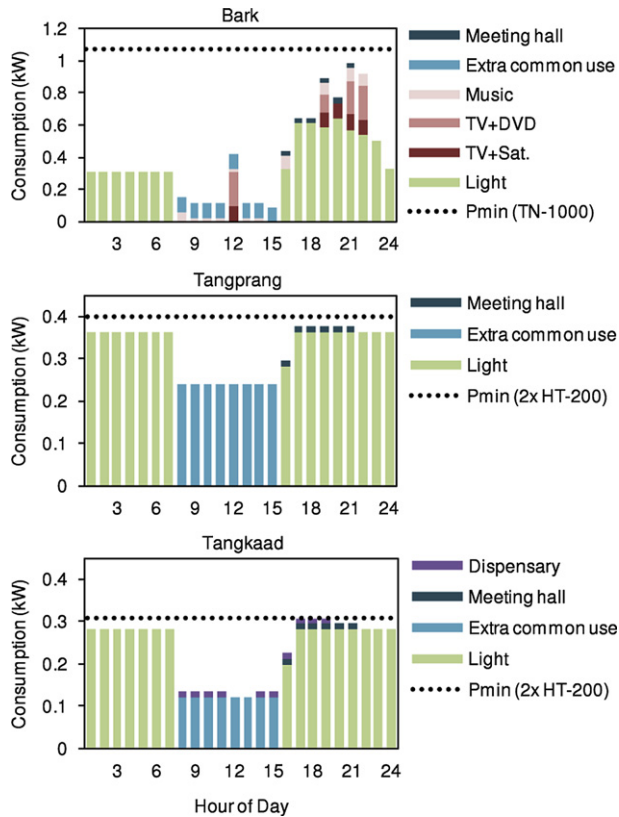 Bark
Consumption (kW)
1.2
1
0.8
0.6
0.4
0.2
0
3 6 9 12 15 18 21 24
Meeting hall
Extra common use
Music
TV+DVD
TV+Sat.
Light
Pmin (TN-1000)
Tangprang
Consumption (kW)
0.4
0.3
0.2
0.1
0
3 6 9 12 15 18 21 24
Meeting hall
Extra common use
Light
Pmin (2x HT-200)
Tangkaad
Consumption (kW)
0.4
0.3
0.2
0.1
0
3 6 9 12 15 18 21 24
Dispensary
Meeting hall
Extra common use
Light
Pmin (2x HT-200)
Hour of Day